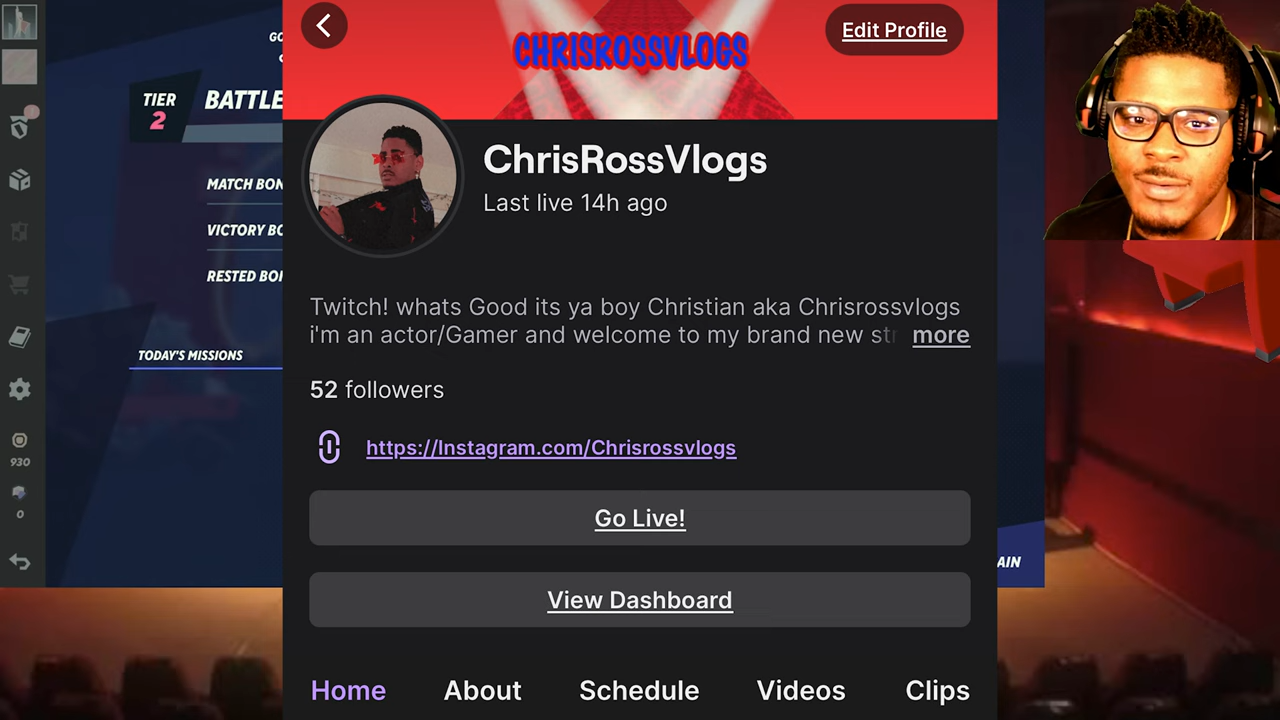 Edit Profile
CHRISROSSVLOGS
TIER
2
BATTLE
ChrisRossVlogs
Last live 14h ago
MATCH BON
VICTORY BO
RESTED BO
Twitch! whats Good its ya boy Christian aka Chrisrossvlogs
i'm an actor/Gamer and welcome to my brand new st more
TODAY'S MISSIONS
52 followers
https://Instagram.com/Chrisrossvlogs
930
0
Go Live!
AIN
View Dashboard
Home About Schedule Videos Clips